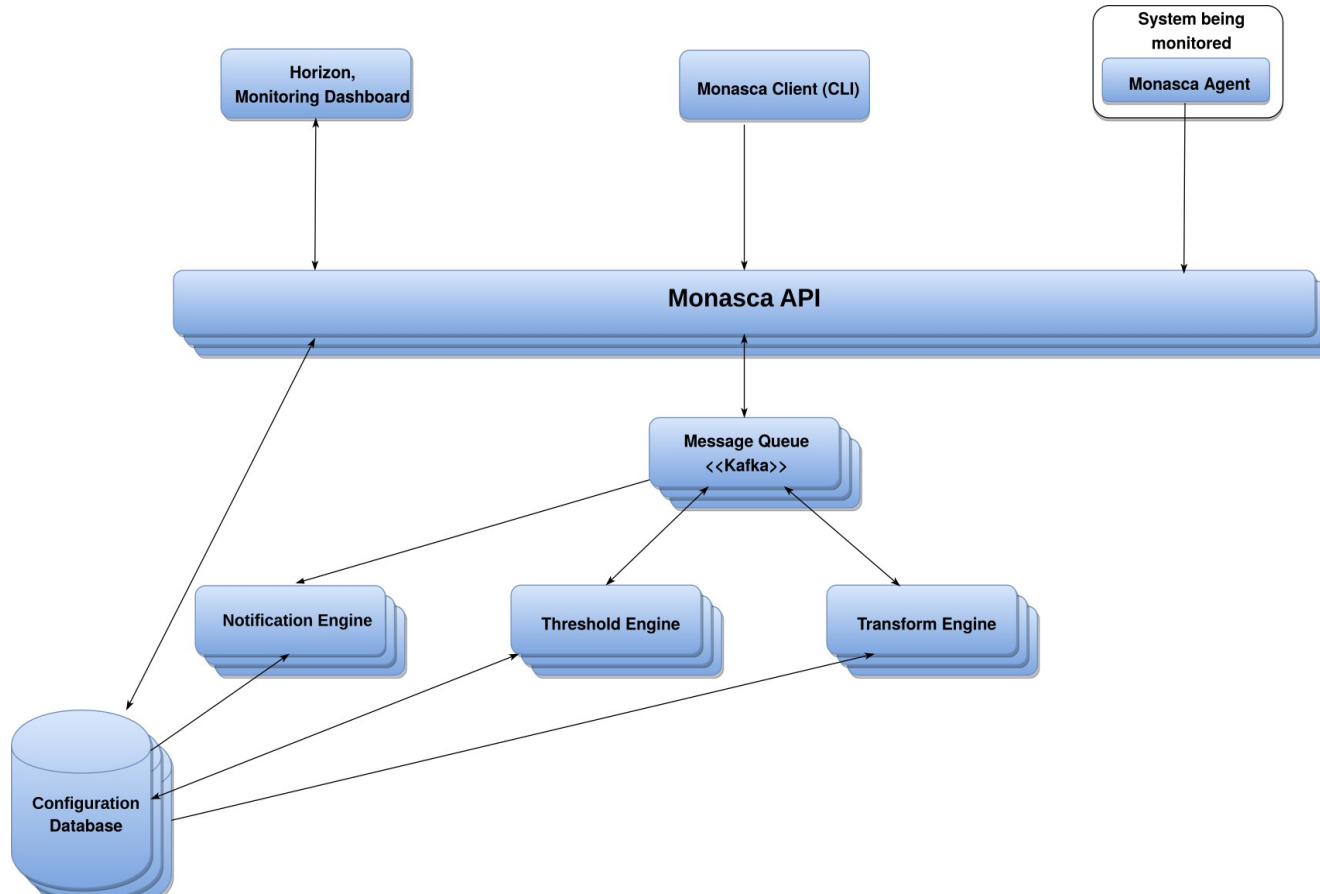 System being
monitored
Horizon,
Monitoring Dashboard
Monasca Client (CLI)
Monasca Agent
Monasca API
Message Queue
<<Kafka>>
Notification Engine
Threshold Engine
Transform Engine
Configuration
Database